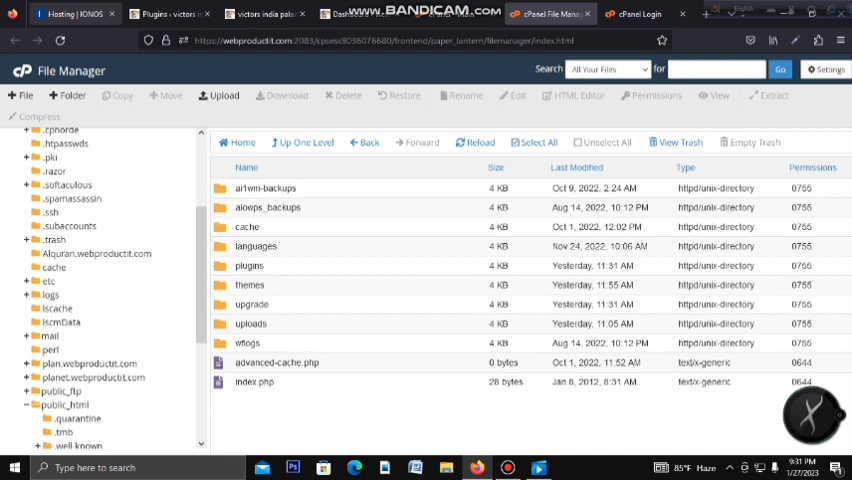 WWW.BANDICAM.COM
Hosting | IONOS
Plugins ‹ victors in
victors india palo
cPanel File Mana
cPanel Login
English
https://webproductit.com:2083/cpsess9036076680/frontend/paper_lantern/filemanager/index.html
cP File Manager
Search All Your Files for Go Settings
File Folder Copy Move Upload Download Delete Restore Rename Edit HTML Editor Permissions View Extract
Compress
.cphorde
.htpasswds
.pki
.razor
.softaculous
.spamassassin
.ssh
.subaccounts
.trash
Alquran.webproductit.com
cache
etc
logs
lscache
lscmData
mail
perl
plan.webproductit.com
planet.webproductit.com
public_ftp
public_html
.quarantine
.tmb
.well-known
Home Up One Level Back Forward Reload Select All Unselect All View Trash Empty Trash
Name Size Last Modified Type Permissions
ai1wm-backups 4 KB Oct 9, 2022, 2:24 AM httpd/unix-directory 0755
aiowps_backups 4 KB Aug 14, 2022, 10:12 PM httpd/unix-directory 0755
cache 4 KB Oct 1, 2022, 12:02 PM httpd/unix-directory 0755
languages 4 KB Nov 24, 2022, 10:06 AM httpd/unix-directory 0755
plugins 4 KB Yesterday, 11:31 AM httpd/unix-directory 0755
themes 4 KB Yesterday, 11:55 AM httpd/unix-directory 0755
upgrade 4 KB Yesterday, 11:31 AM httpd/unix-directory 0755
uploads 4 KB Yesterday, 11:05 AM httpd/unix-directory 0755
wflogs 4 KB Aug 14, 2022, 10:12 PM httpd/unix-directory 0755
advanced-cache.php 0 bytes Oct 1, 2022, 11:52 AM text/x-generic 0644
index.php 28 bytes Jan 8, 2012, 8:31 AM text/x-generic 0644
Type here to search
85°F Haze
9:31 PM
1/27/2023